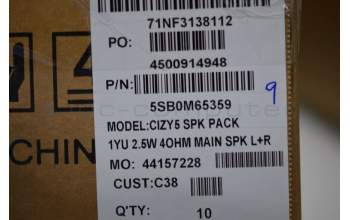 71NF3138112
PO:
4500914948
P/N:
5SB0M65359
9
MODEL:CIZY5 SPK PACK
1YU 2.5W 4OHM MAIN SPK L+R
CHIN
MO: 44157228
CUST:C38
Q'TY: 10